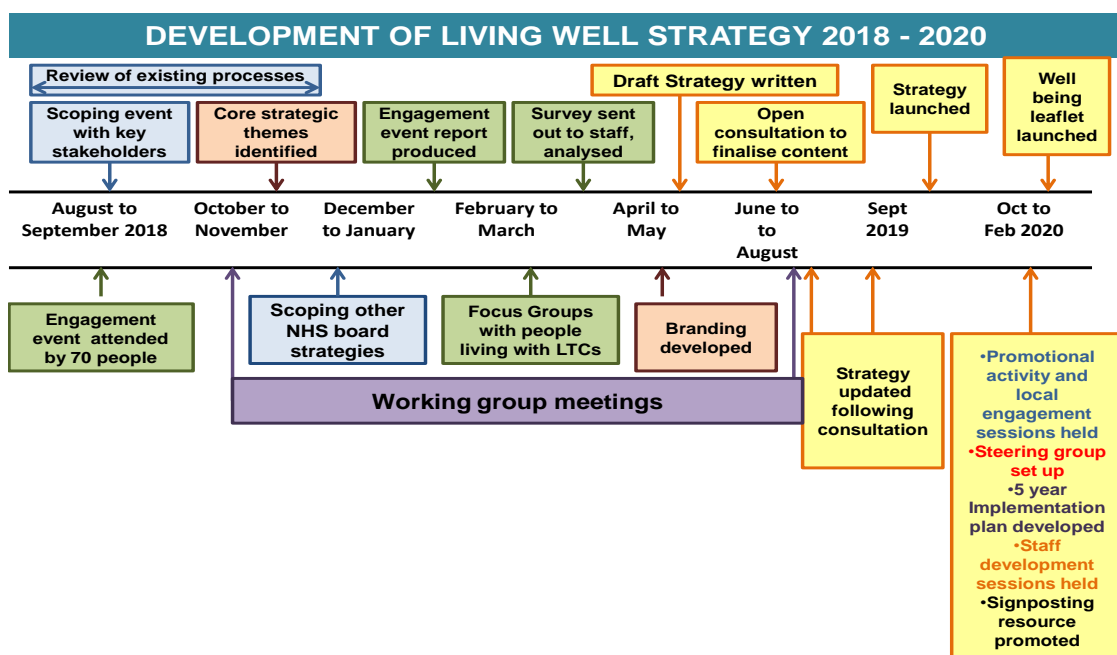 DEVELOPMENT OF LIVING WELL STRATEGY 2018 - 2020
Review of existing processes
Scoping event
with key
stakeholders
Core strategic
themes
identified
Engagement
event report
produced
Survey sent
out to staff,
analysed
Draft Strategy written
Open
consultation to
finalise content
Strategy
launched
Well
being
leaflet
launched
August to
September 2018
October to
November
December
to January
February to
March
April to
May
June to
to
August
Sept
2019
Oct to
Feb 2020
Engagement
event attended
by 70 people
Scoping other
NHS board
strategies
Focus Groups
with people
living with LTCs
Branding
developed
Working group meetings
Strategy
updated
following
consultation
•Promotional
activity and
local
engagement
sessions held
•Steering group
set up
•5 year
Implementation
plan developed
•Staff
development
sessions held
•Signposting
resource
promoted